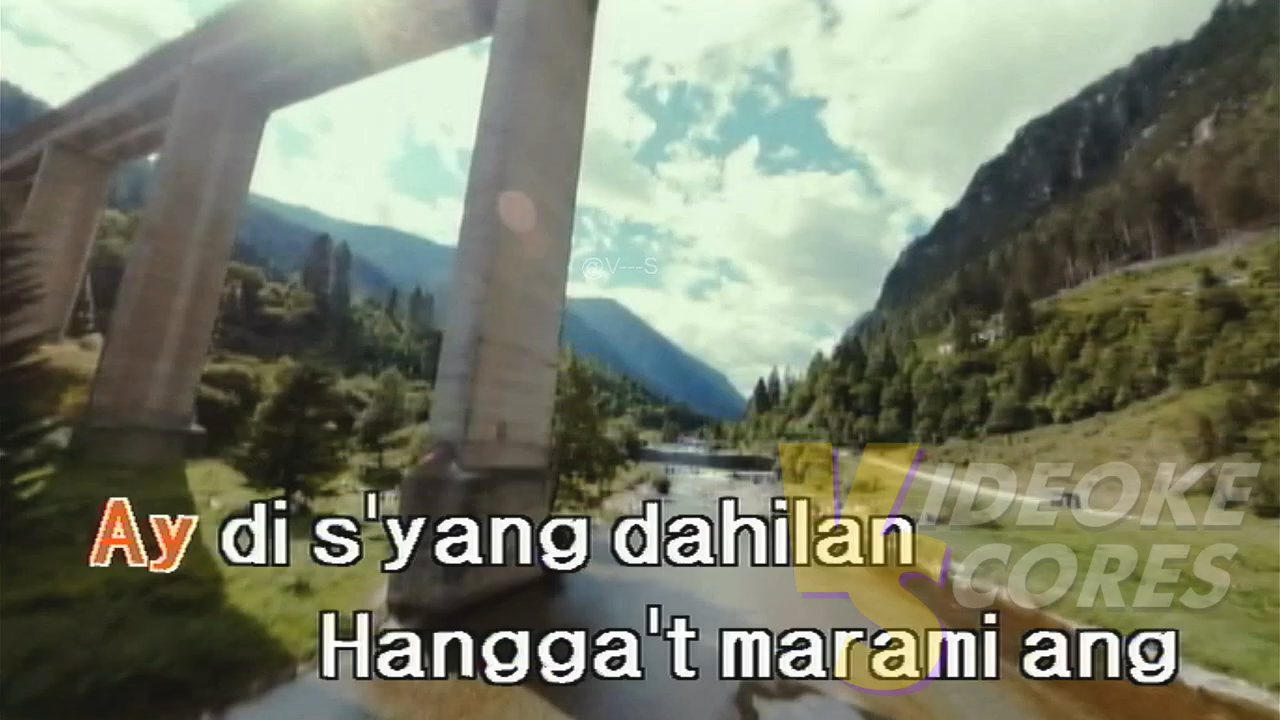 @V---S
VIDEOKE
SCORES
Ay di s'yang dahilan
Hangga't marami ang